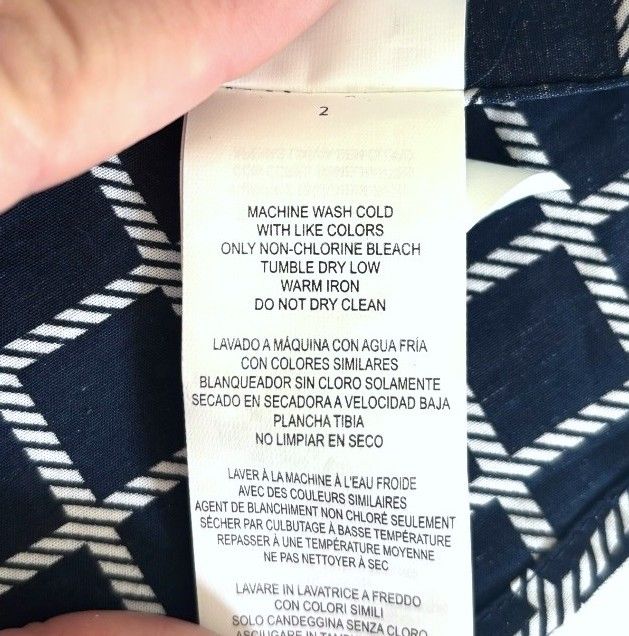 2
MACHINE WASH COLD
WITH LIKE COLORS
ONLY NON-CHLORINE BLEACH
TUMBLE DRY LOW
WARM IRON
DO NOT DRY CLEAN
LAVADO A MÁQUINA CON AGUA FRÍA
CON COLORES SIMILARES
BLANQUEADOR SIN CLORO SOLAMENTE
SECADO EN SECADORA A VELOCIDAD BAJA
PLANCHA TIBIA
NO LIMPIAR EN SECO
LAVER À LA MACHINE À L'EAU FROIDE
AVEC DES COULEURS SIMILAIRES
AGENT DE BLANCHIMENT NON CHLORÉ SEULEMENT
SÉCHER PAR CULBUTAGE À BASSE TEMPÉRATURE
REPASSER À UNE TEMPÉRATURE MOYENNE
NE PAS NETTOYER À SEC
LAVARE IN LAVATRICE A FREDDO
CON COLORI SIMILI
SOLO CANDEGGINA SENZA CLORO
ASCIUGARE IN